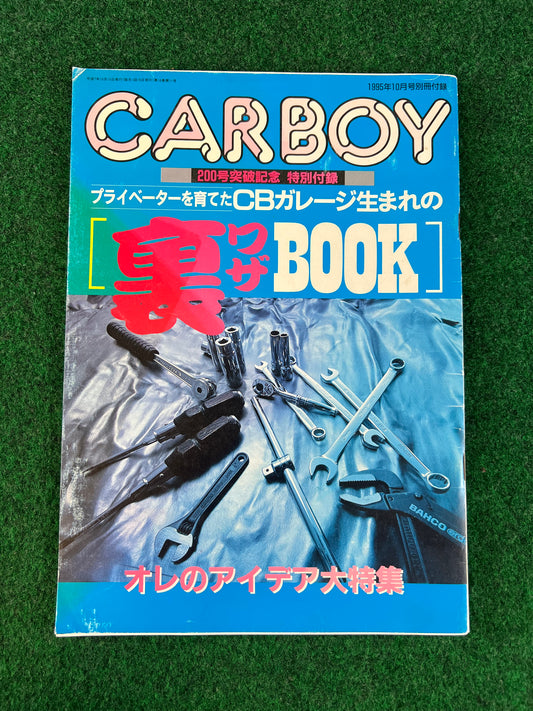 1995年10月号別冊付録
CARBOY
200号突破記念 特別付録
プライベーターを育てたCBガレージ生まれの
[裏ワザBOOK]
BAHCO
オレのアイデア大特集